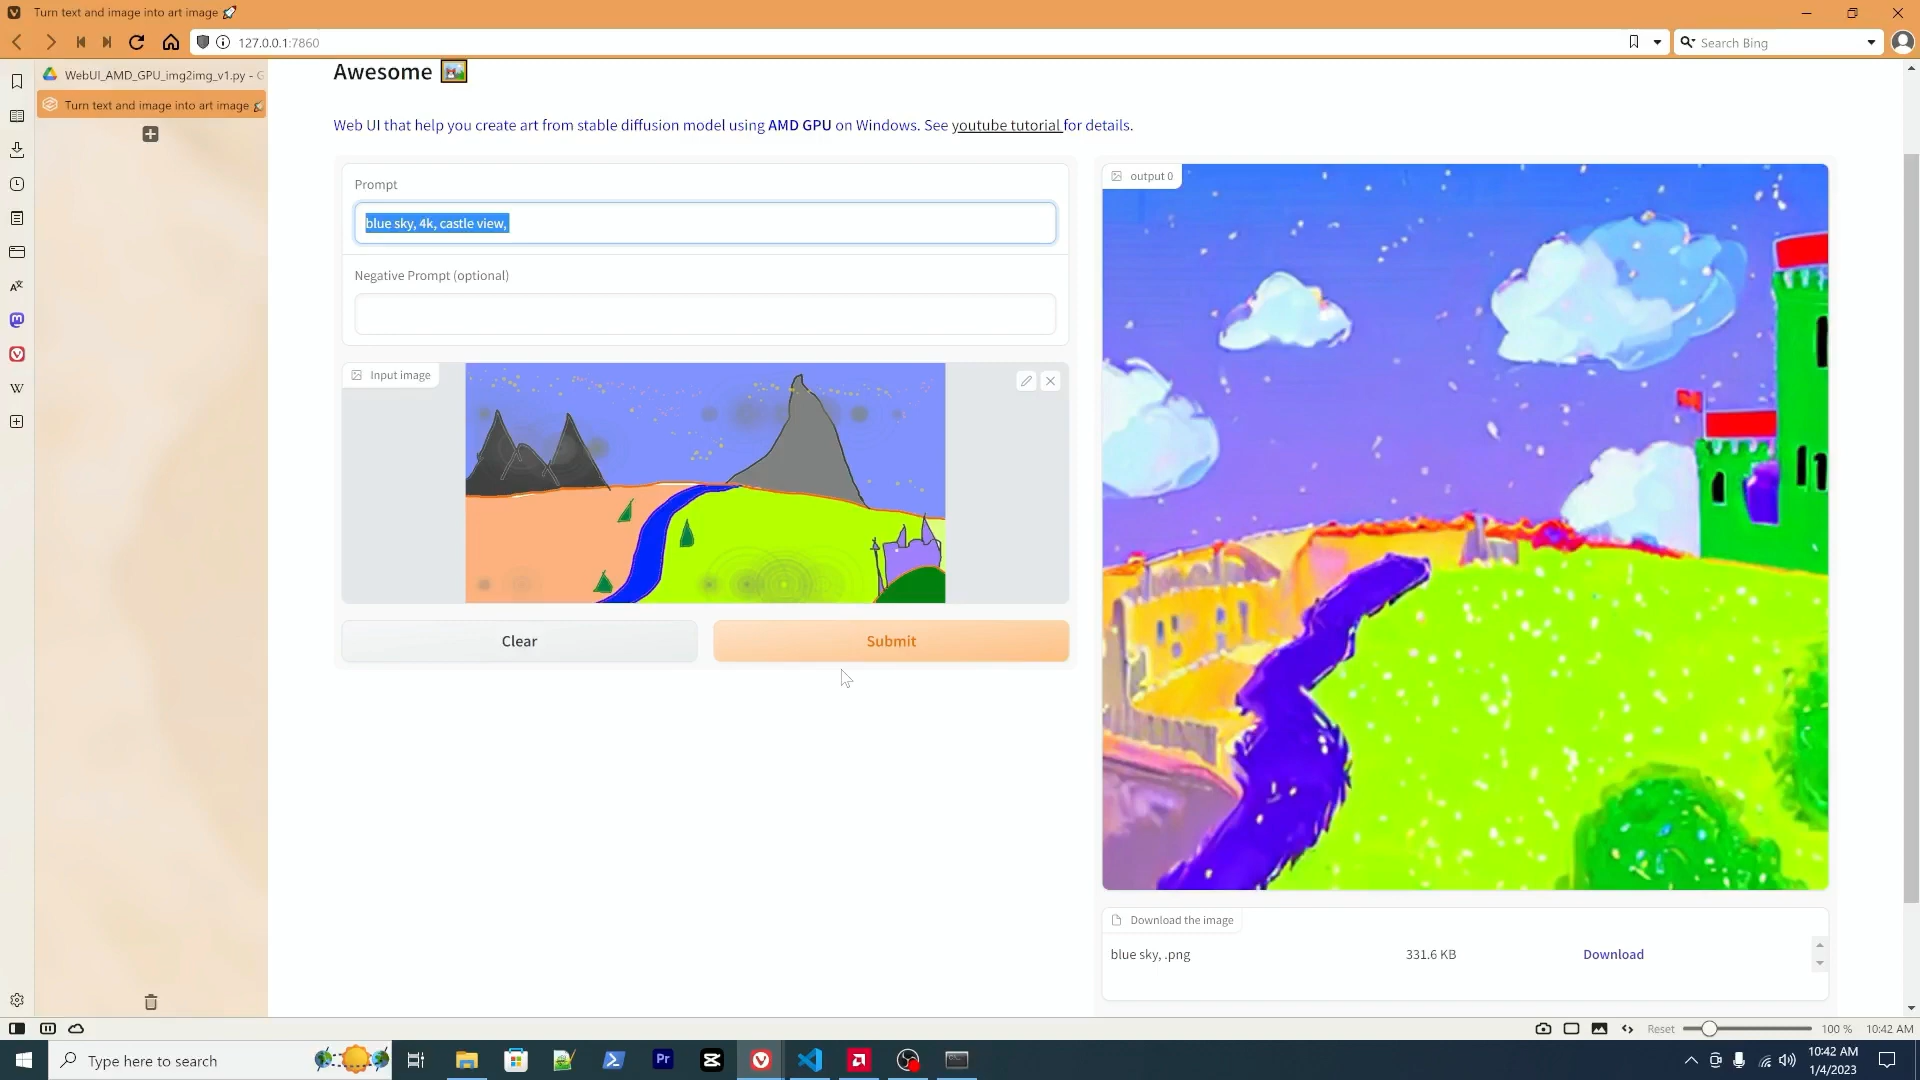 Turn text and image into art image
127.0.0.1:7860
Search Bing
WebUI_AMD_GPU_img2img_v1.py - G
Turn text and image into art image
Awesome
Web UI that help you create art from stable diffusion model using AMD GPU on Windows. See youtube tutorial for details.
Prompt
blue sky, 4k, castle view,
Negative Prompt (optional)
Input image
Clear
Submit
output 0
Download the image
blue sky, .png
331.6 KB
Download
Reset
100 %
10:42 AM
Type here to search
Pr
10:42 AM
1/4/2023